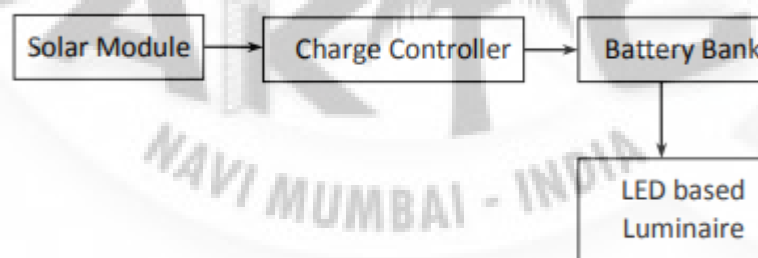 Solar Module
Charge Controller
Battery Bank
LED based
Luminaire
NAVI MUMBAI - INDIA